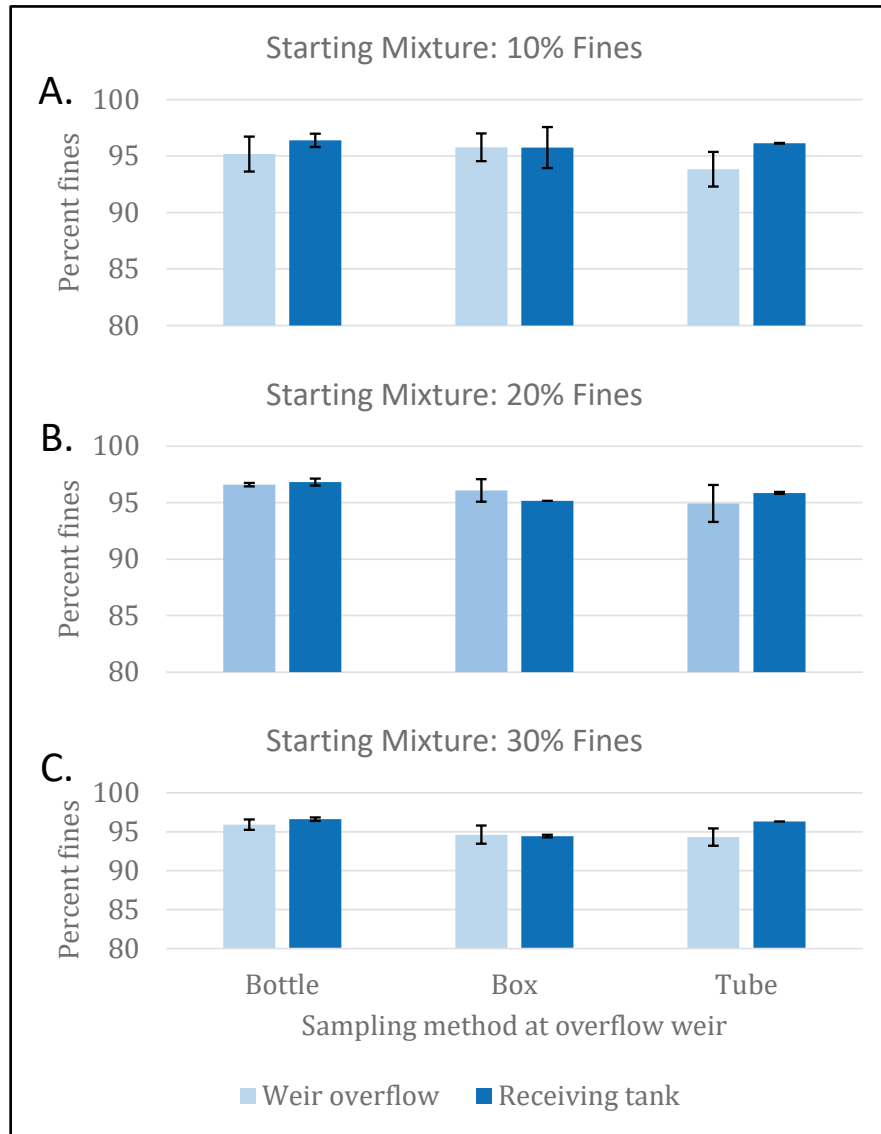 Starting Mixture: 10% Fines
A.
Percent fines
100
95
90
85
80
Starting Mixture: 20% Fines
B.
Percent fines
100
95
90
85
80
Starting Mixture: 30% Fines
C.
Percent fines
100
95
90
85
80
Bottle Box Tube
Sampling method at overflow weir
Weir overflow Receiving tank